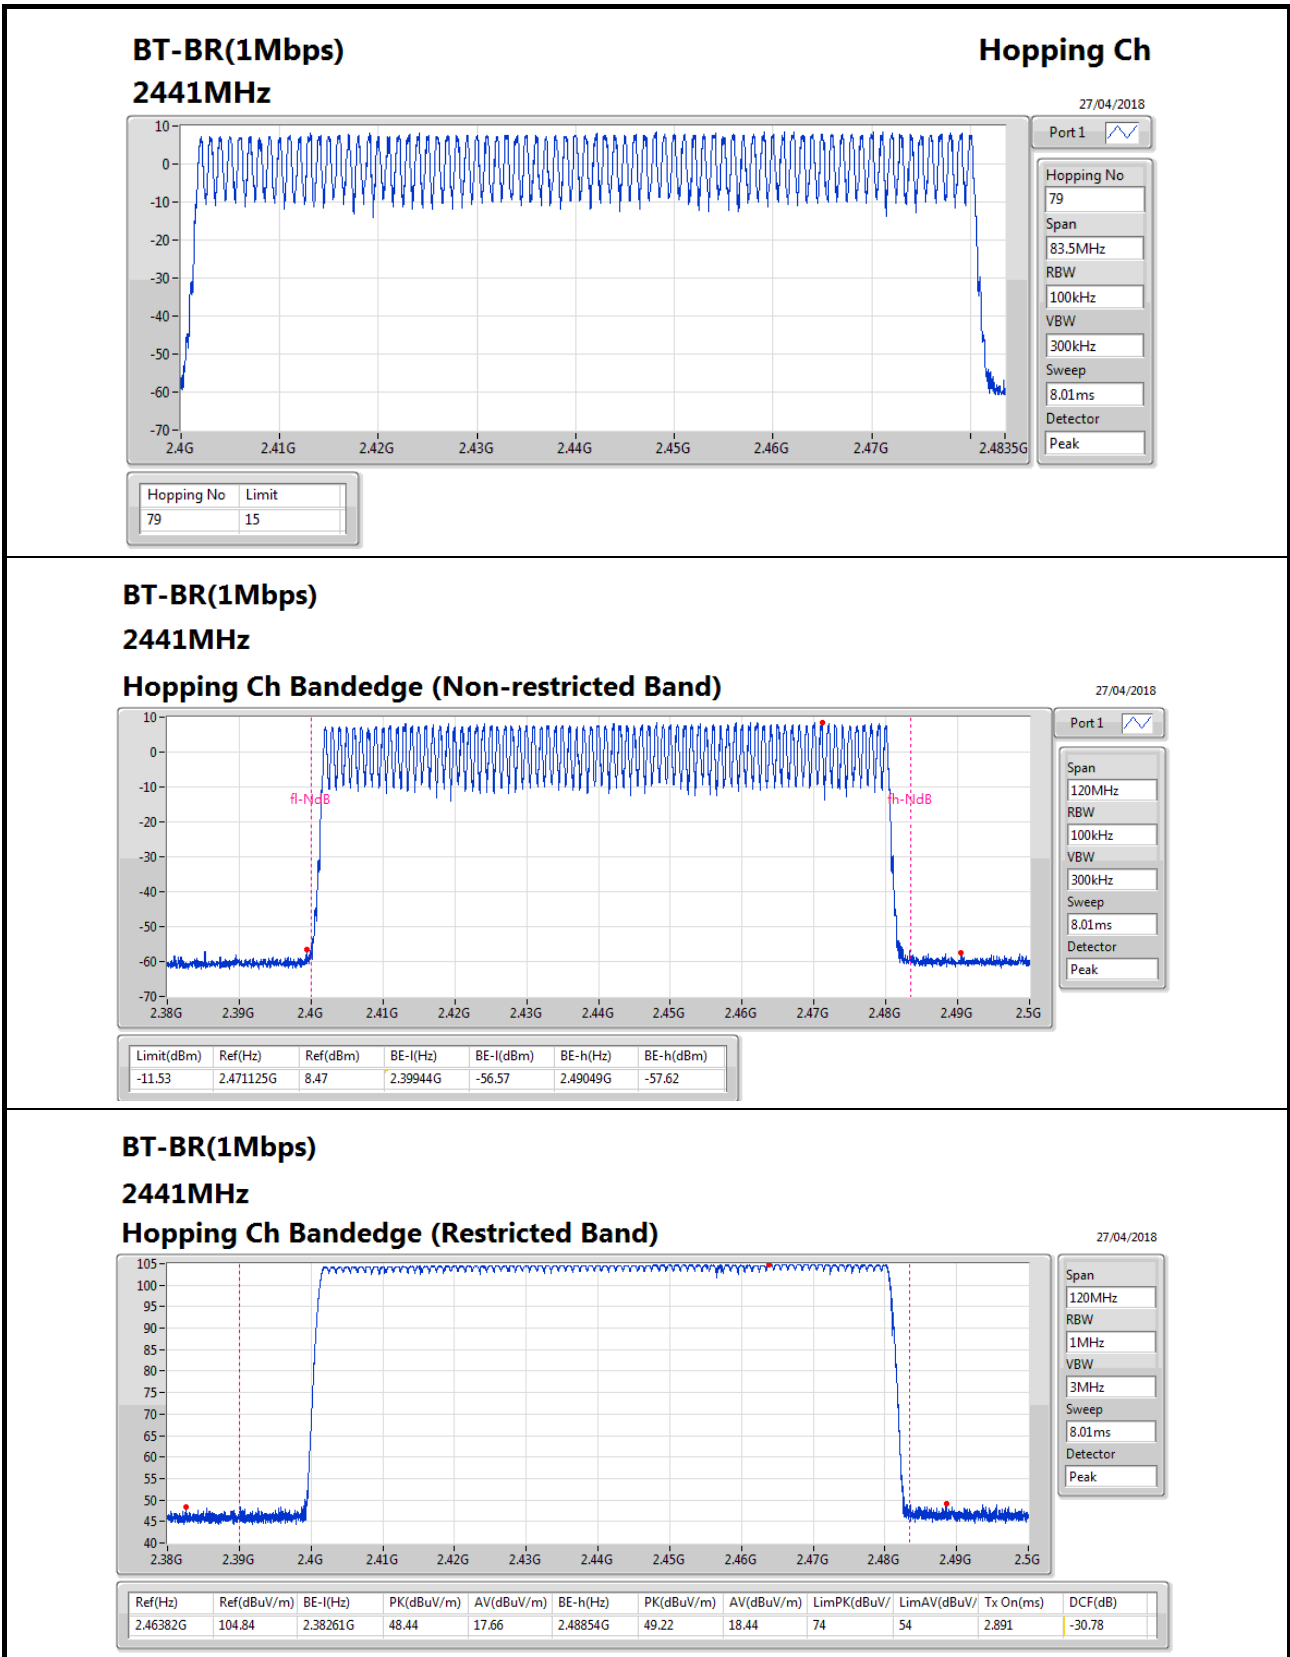 BT-BR(1Mbps)
Hopping Ch
2441MHz
27/04/2018
Port 1
10
0
-10
-20
-30
-40
-50
-60
-70
2.4G 2.41G 2.42G 2.43G 2.44G 2.45G 2.46G 2.47G 2.4835G
Hopping No
79
Span
83.5MHz
RBW
100kHz
VBW
300kHz
Sweep
8.01ms
Detector
Peak
Hopping No Limit
79 15
BT-BR(1Mbps)
2441MHz
Hopping Ch Bandedge (Non-restricted Band)
27/04/2018
Port 1
10
0
-10
-20
-30
-40
-50
-60
-70
fl-NdB
fh-NdB
2.38G 2.39G 2.4G 2.41G 2.42G 2.43G 2.44G 2.45G 2.46G 2.47G 2.48G 2.49G 2.5G
Span
120MHz
RBW
100kHz
VBW
300kHz
Sweep
8.01ms
Detector
Peak
Limit(dBm) Ref(Hz) Ref(dBm) BE-l(Hz) BE-l(dBm) BE-h(Hz) BE-h(dBm)
-11.53 2.471125G 8.47 2.39944G -56.57 2.49049G -57.62
BT-BR(1Mbps)
2441MHz
Hopping Ch Bandedge (Restricted Band)
27/04/2018
105
100
95
90
85
80
75
70
65
60
55
50
45
40
2.38G 2.39G 2.4G 2.41G 2.42G 2.43G 2.44G 2.45G 2.46G 2.47G 2.48G 2.49G 2.5G
Span
120MHz
RBW
1MHz
VBW
3MHz
Sweep
8.01ms
Detector
Peak
Ref(Hz) Ref(dBuV/m) BE-l(Hz) PK(dBuV/m) AV(dBuV/m) BE-h(Hz) PK(dBuV/m) AV(dBuV/m) LimPK(dBuV/ LimAV(dBuV/ Tx On(ms) DCF(dB)
2.46382G 104.84 2.38261G 48.44 17.66 2.48854G 49.22 18.44 74 54 2.891 -30.78